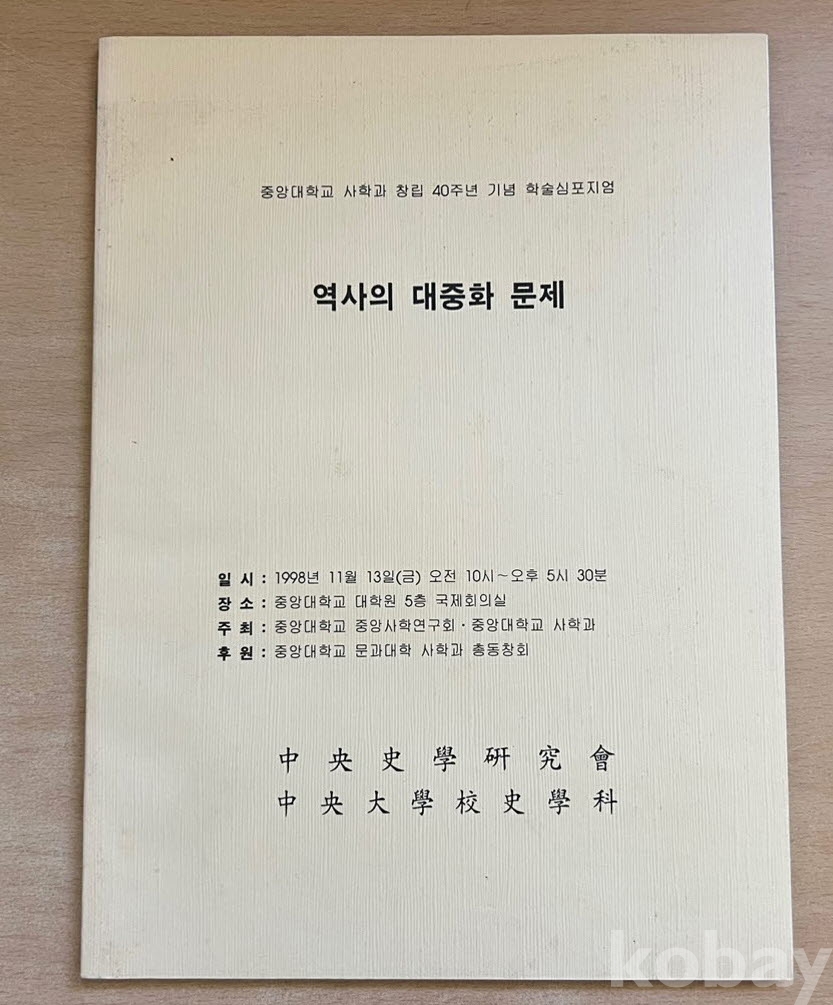 중앙대학교 사학과 창립 40주년 기념 학술심포지엄
역사의 대중화 문제
일 시 : 1998년 11월 13일(금) 오전 10시~오후 5시 30분
장 소 : 중앙대학교 대학원 5층 국제회의실
주 최 : 중앙대학교 중앙사학연구회 · 중앙대학교 사학과
후 원 : 중앙대학교 문과대학 사학과 총동창회
中央史學硏究會
中央大學校史學科
kobay